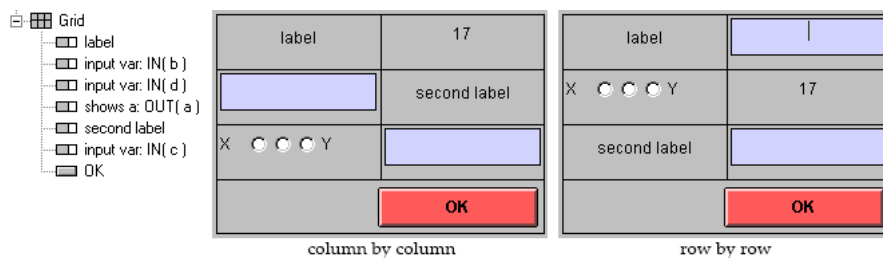 Grid
label
input var: IN( b )
input var: IN( d )
shows a: OUT( a )
second label
input var: IN( c )
OK
label 17
second label
X Y
OK
column by column
label
X Y 17
second label
OK
row by row